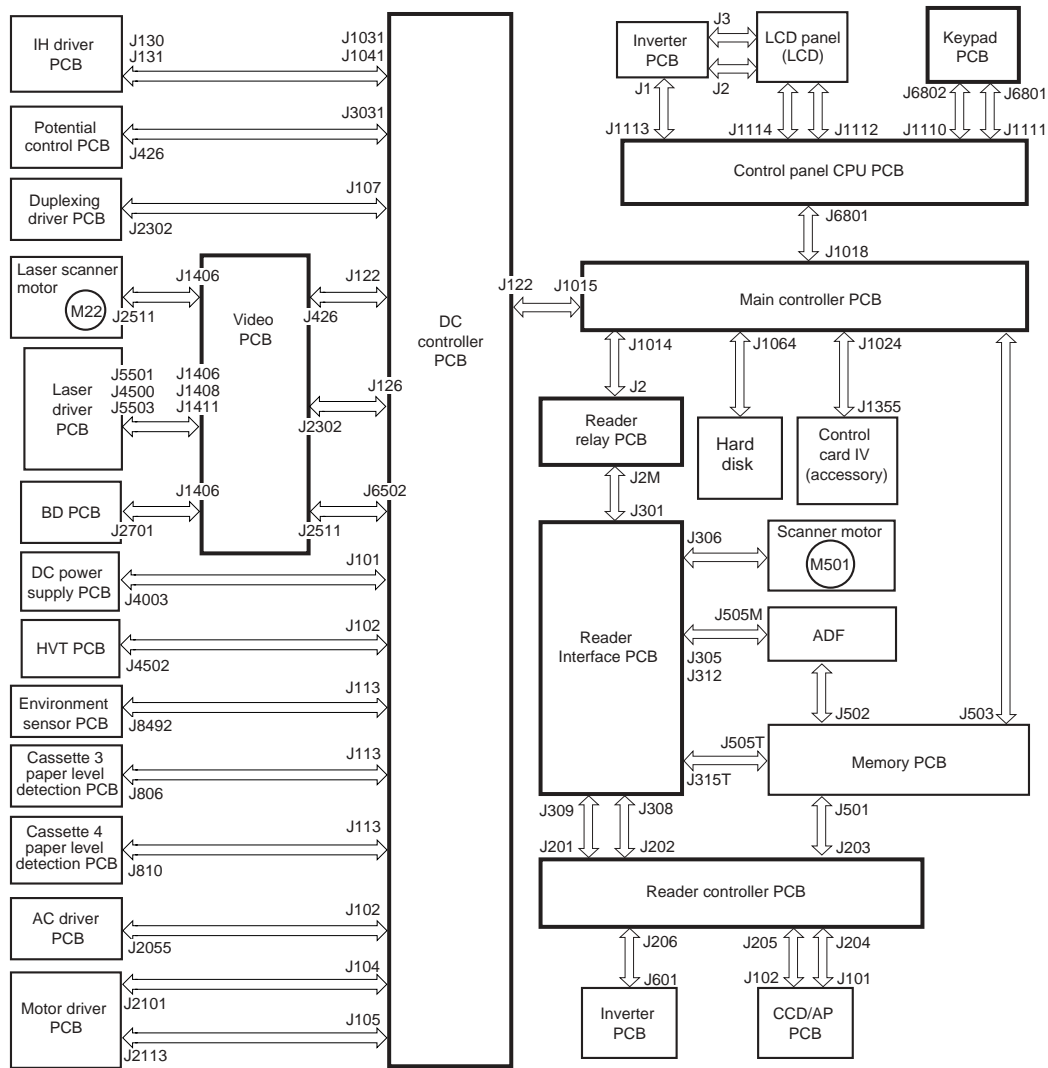 IH driver
PCB
J130
J131
J1031
J1041
Potential
control PCB
J426
J3031
Duplexing
driver PCB
J2302
J107
Laser scanner
motor
M22
J2511
J1406
Video
PCB
J122
J426
Laser
driver
PCB
J5501
J4500
J5503
J1406
J1408
J1411
J126
J2302
BD PCB
J2701
J1406
J6502
J2511
DC power
supply PCB
J4003
J101
HVT PCB
J4502
J102
Environment
sensor PCB
J8492
J113
Cassette 3
paper level
detection PCB
J806
J113
Cassette 4
paper level
detection PCB
J810
J113
AC driver
PCB
J2055
J102
Motor driver
PCB
J2101
J104
J2113
J105
DC
controller
PCB
J122
J1015
Inverter
PCB
J3
J2
LCD panel
(LCD)
Keypad
PCB
J1
J6802
J6801
J1113
J1114
J1112
J1110
J1111
Control panel CPU PCB
J6801
J1018
Main controller PCB
J1014
J1064
J1024
J2
J1355
Reader
relay PCB
Hard
disk
Control
card IV
(accessory)
J2M
J301
Reader
Interface PCB
J306
Scanner motor
M501
J505M
J305
J312
ADF
J502
J503
J505T
J315T
Memory PCB
J309
J308
J501
J201
J202
J203
Reader controller PCB
J206
J205
J204
J601
J102
J101
Inverter
PCB
CCD/AP
PCB